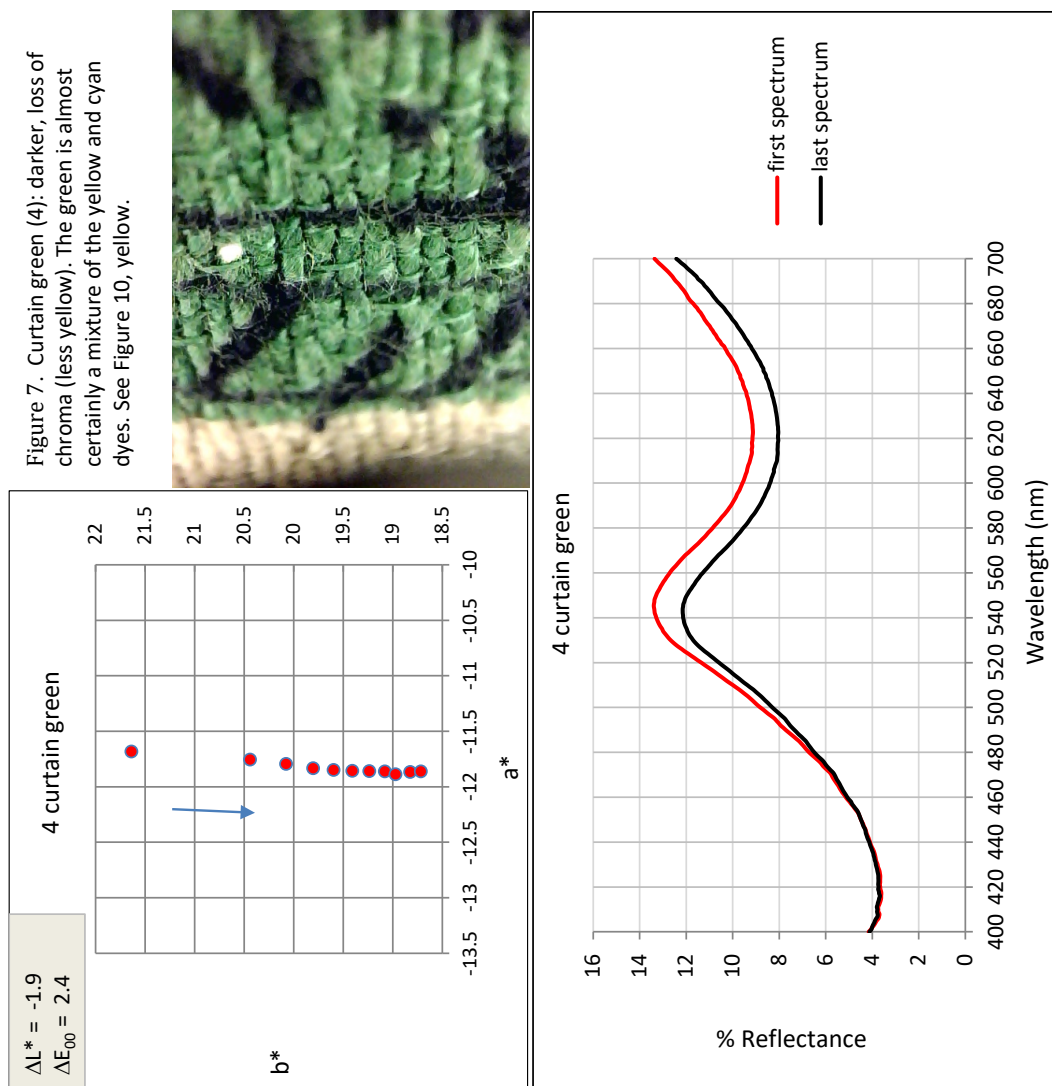 ΔL* = -1.9
ΔE₀₀ = 2.4
4 curtain green
b*
22
21.5
21
20.5
20
19.5
19
18.5
-13.5 -13 -12.5 -12 -11.5 -11 -10.5 -10
a*
Figure 7. Curtain green (4): darker, loss of
chroma (less yellow). The green is almost
certainly a mixture of the yellow and cyan
dyes. See Figure 10, yellow.
4 curtain green
% Reflectance
16
14
12
10
8
6
4
2
0
400 420 440 460 480 500 520 540 560 580 600 620 640 660 680 700
Wavelength (nm)
first spectrum
last spectrum